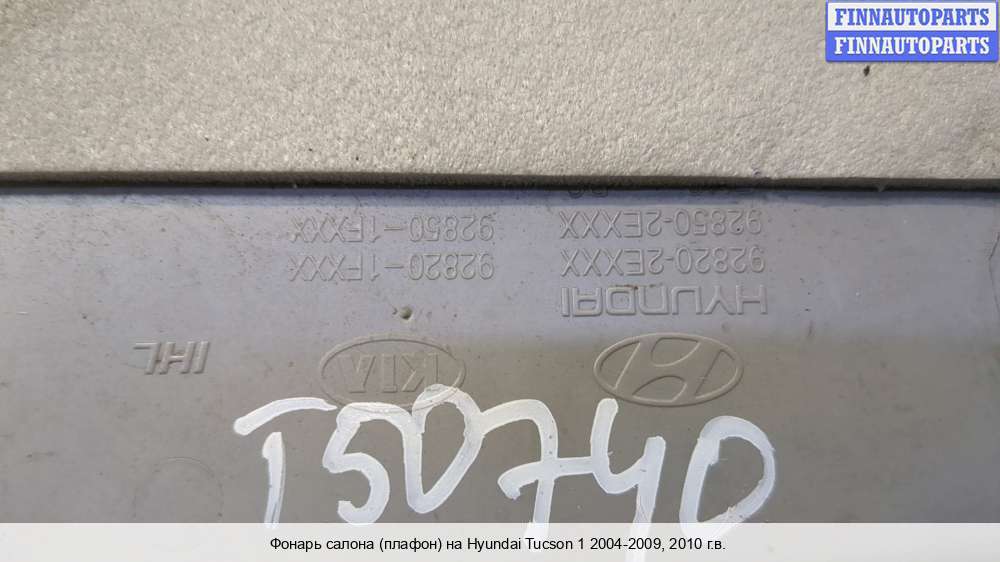 FINNAUTOPARTS
FINNAUTOPARTS
92850-1FXXX
92850-2EXXX
92820-1FXXX
92820-2EXXX
HYUNDAI
IHL
KIA
T50740
Фонарь салона (плафон) на Hyundai Tucson 1 2004-2009, 2010 г.в.